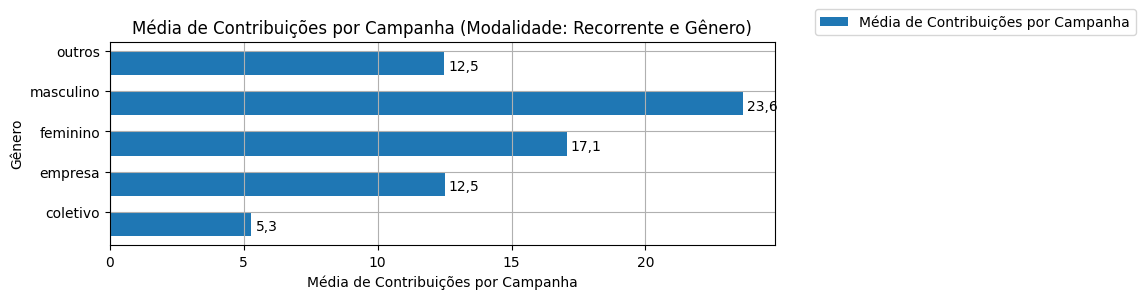 Média de Contribuições por Campanha (Modalidade: Recorrente e Gênero)
Média de Contribuições por Campanha
Gênero
outros
12,5
masculino
23,6
feminino
17,1
empresa
12,5
coletivo
5,3
0 5 10 15 20
Média de Contribuições por Campanha